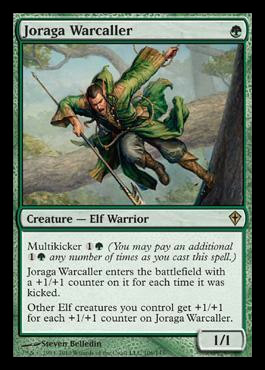 Joraga Warcaller
Creature — Elf Warrior
Multikicker 1 (You may pay an additional
1 any number of times as you cast this spell.)
Joraga Warcaller enters the battlefield with
a +1/+1 counter on it for each time it was
kicked.
Other Elf creatures you control get +1/+1
for each +1/+1 counter on Joraga Warcaller.
Steven Belledin
1/1